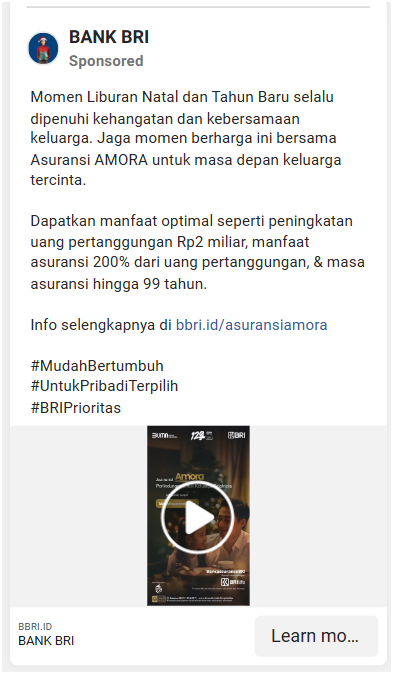 BANK BRI
Sponsored
Momen Liburan Natal dan Tahun Baru selalu
dipenuhi kehangatan dan kebersamaan
keluarga. Jaga momen berharga ini bersama
Asuransi AMORA untuk masa depan keluarga
tercinta.
Dapatkan manfaat optimal seperti peningkatan
uang pertanggungan Rp2 miliar, manfaat
asuransi 200% dari uang pertanggungan, & masa
asuransi hingga 99 tahun.
Info selengkapnya di bbri.id/asuransiamora
#MudahBertumbuh
#UntukPribadiTerpilih
#BRIPrioritas
BUMN 129 BRI
Amora
BRI life
BBRI.ID
BANK BRI
Learn mo...